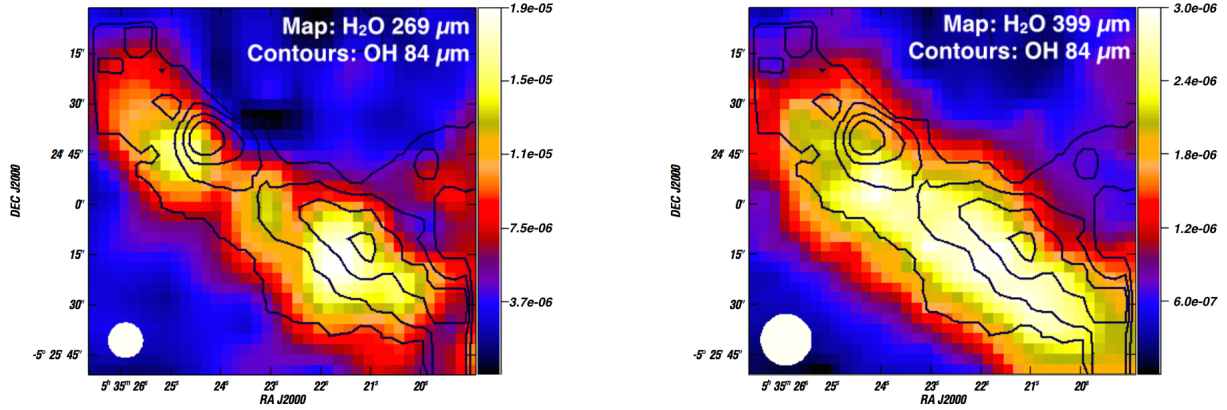 Map: H₂O 269 μm
Contours: OH 84 μm
1.9e-05
1.5e-05
1.1e-05
7.5e-06
3.7e-06
15"
30"
24' 45"
0"
15"
30"
-5° 25' 45"
DEC J2000
5ʰ 35ᵐ 26ˢ 25ˢ 24ˢ 23ˢ 22ˢ 21ˢ 20ˢ
RA J2000
Map: H₂O 399 μm
Contours: OH 84 μm
3.0e-06
2.4e-06
1.8e-06
1.2e-06
6.0e-07
15"
30"
24' 45"
0"
15"
30"
-5° 25' 45"
DEC J2000
5ʰ 35ᵐ 26ˢ 25ˢ 24ˢ 23ˢ 22ˢ 21ˢ 20ˢ
RA J2000